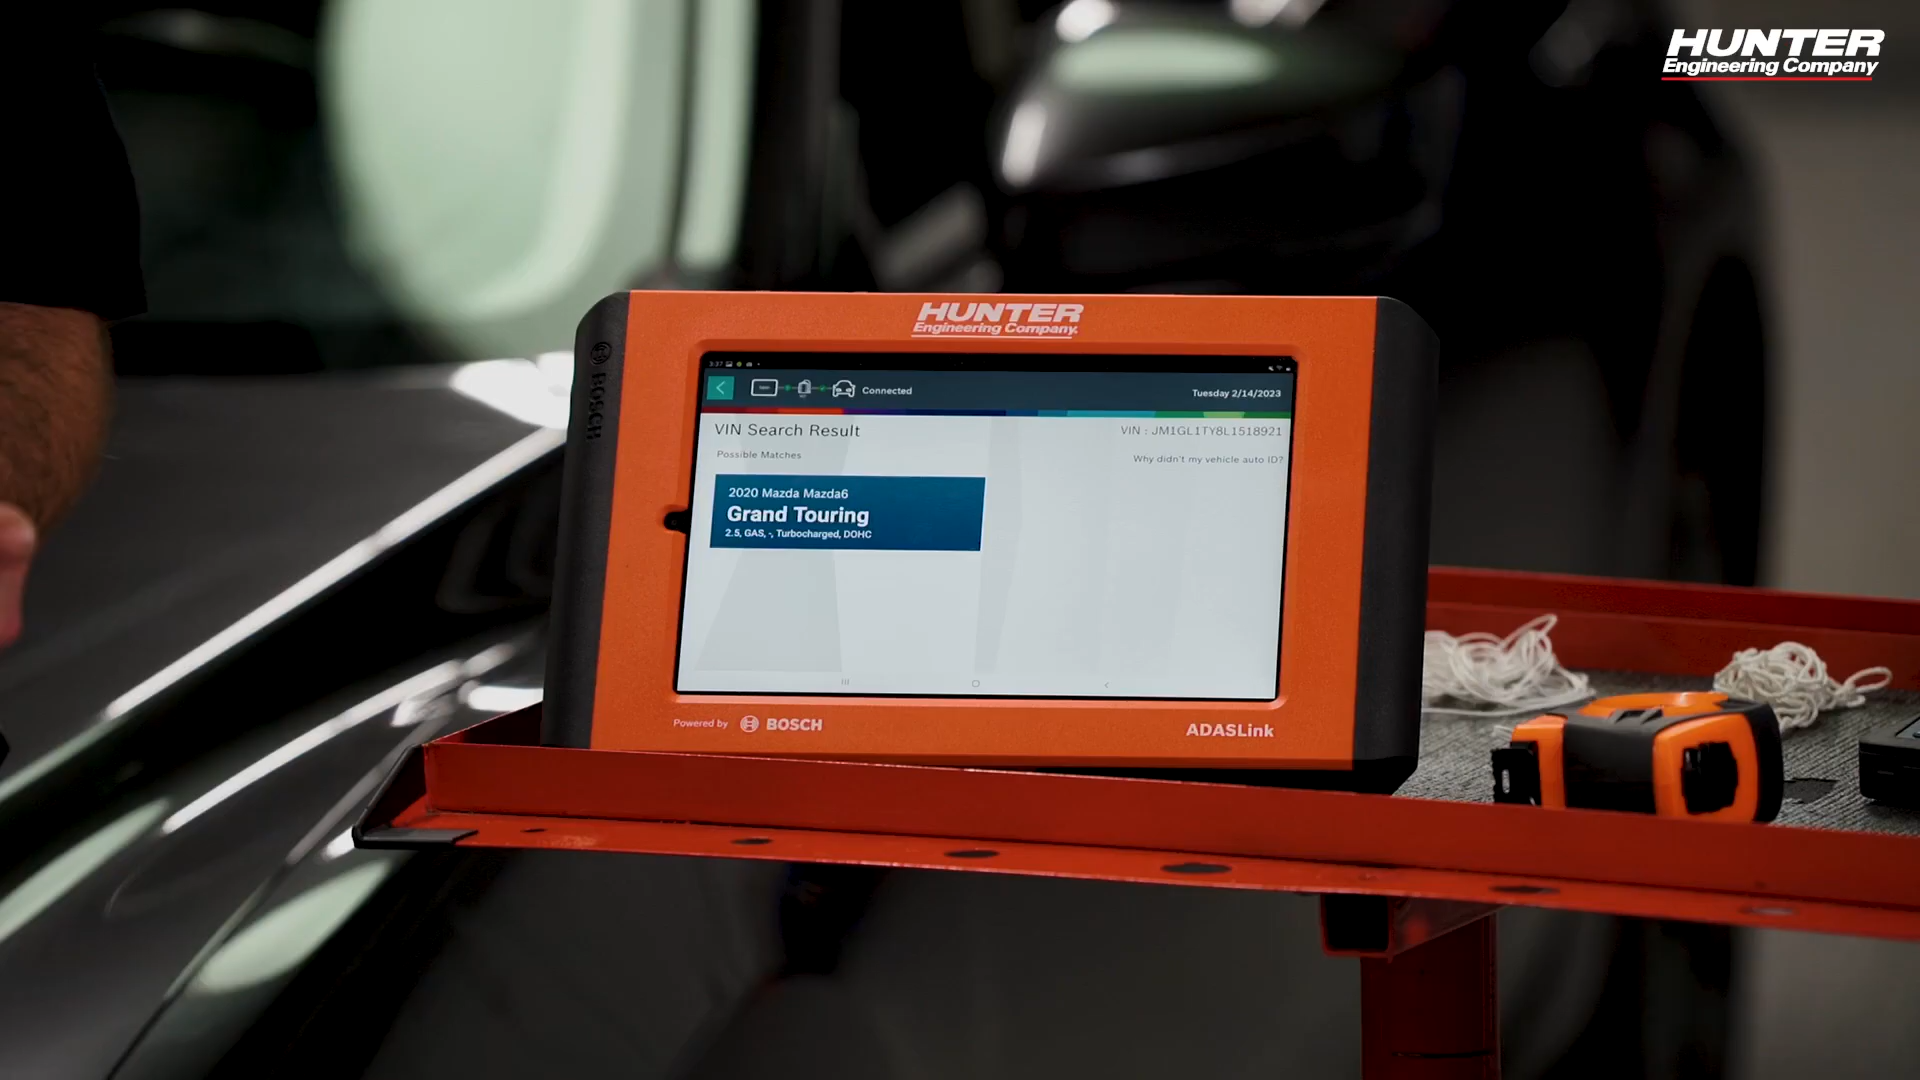 HUNTER
Engineering Company
HUNTER
Engineering Company
BOSCH
3:37
Connected
Tuesday 2/14/2023
VIN Search Result
VIN : JM1GL1TY8L1518921
Possible Matches
Why didn't my vehicle auto ID?
2020 Mazda Mazda6
Grand Touring
2.5, GAS, -, Turbocharged, DOHC
Powered by BOSCH
ADASLink